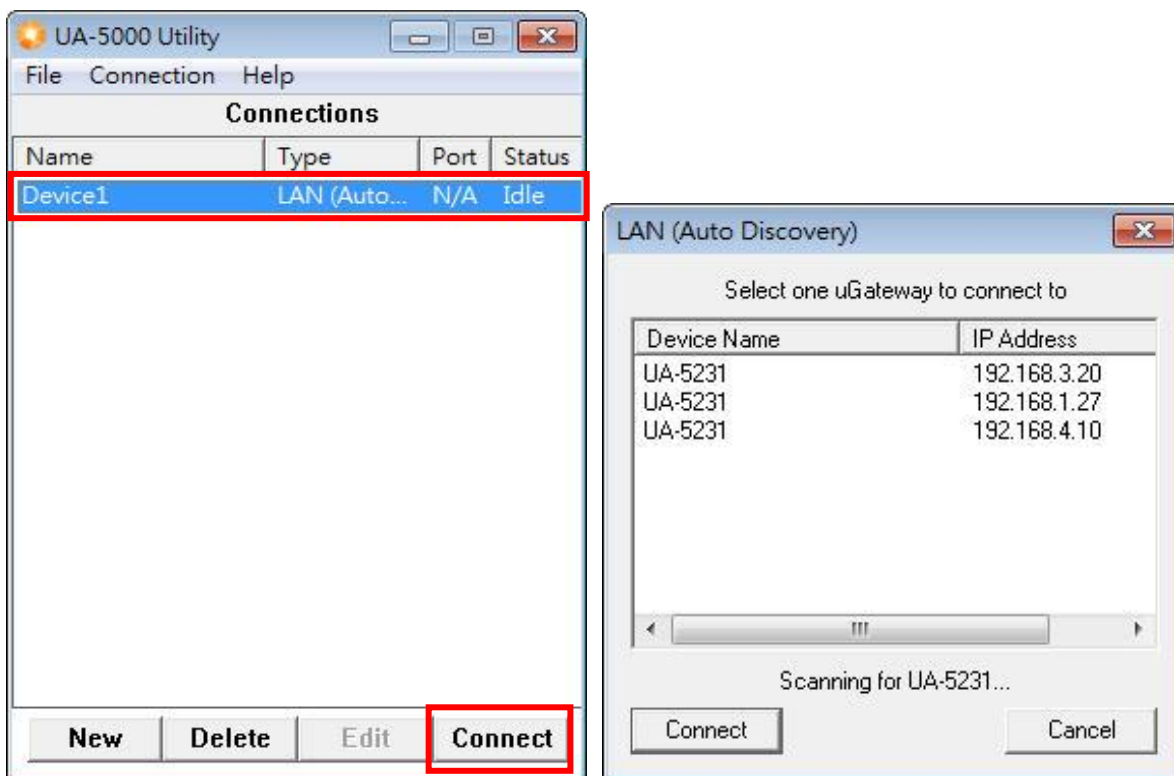 UA-5000 Utility
File Connection Help
Connections
Name Type Port Status
Device1 LAN (Auto... N/A Idle
New Delete Edit Connect
LAN (Auto Discovery)
Select one uGateway to connect to
Device Name IP Address
UA-5231 192.168.3.20
UA-5231 192.168.1.27
UA-5231 192.168.4.10
Scanning for UA-5231...
Connect Cancel